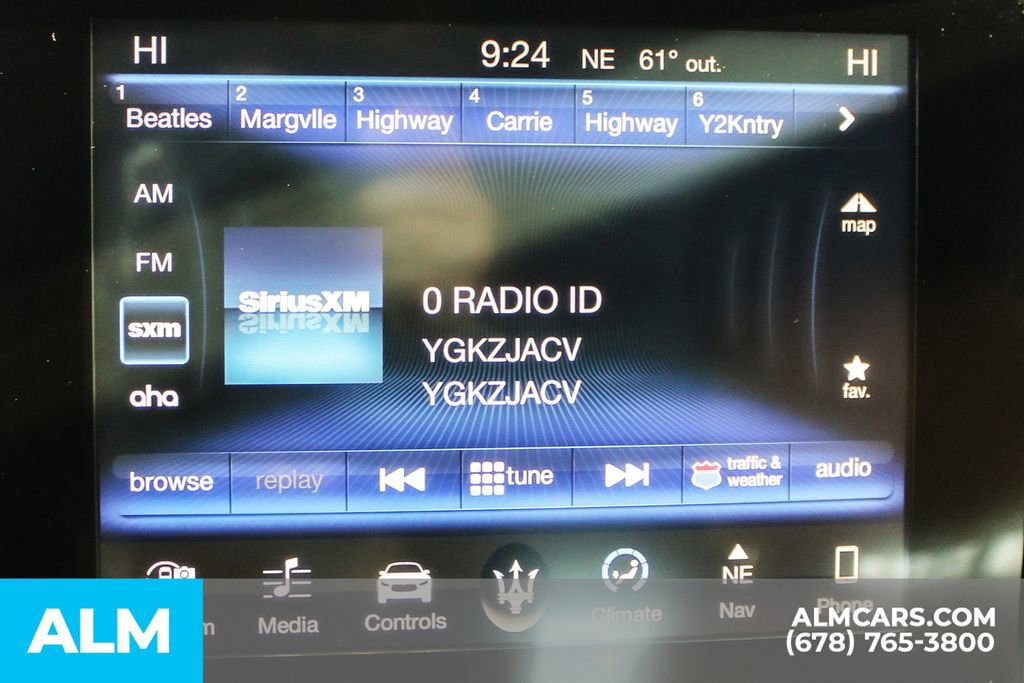 HI 9:24 NE 61° out. HI
1 2 3 4 5 6
Beatles Margvlle Highway Carrie Highway Y2Kntry
AM
map
FM
SiriusXM
0 RADIO ID
sxm
YGKZJACV
aha
fav.
YGKZJACV
browse replay tune traffic & weather audio
NE
Media Controls Climate Nav Phone
ALM
ALMCARS.COM
(678) 765-3800